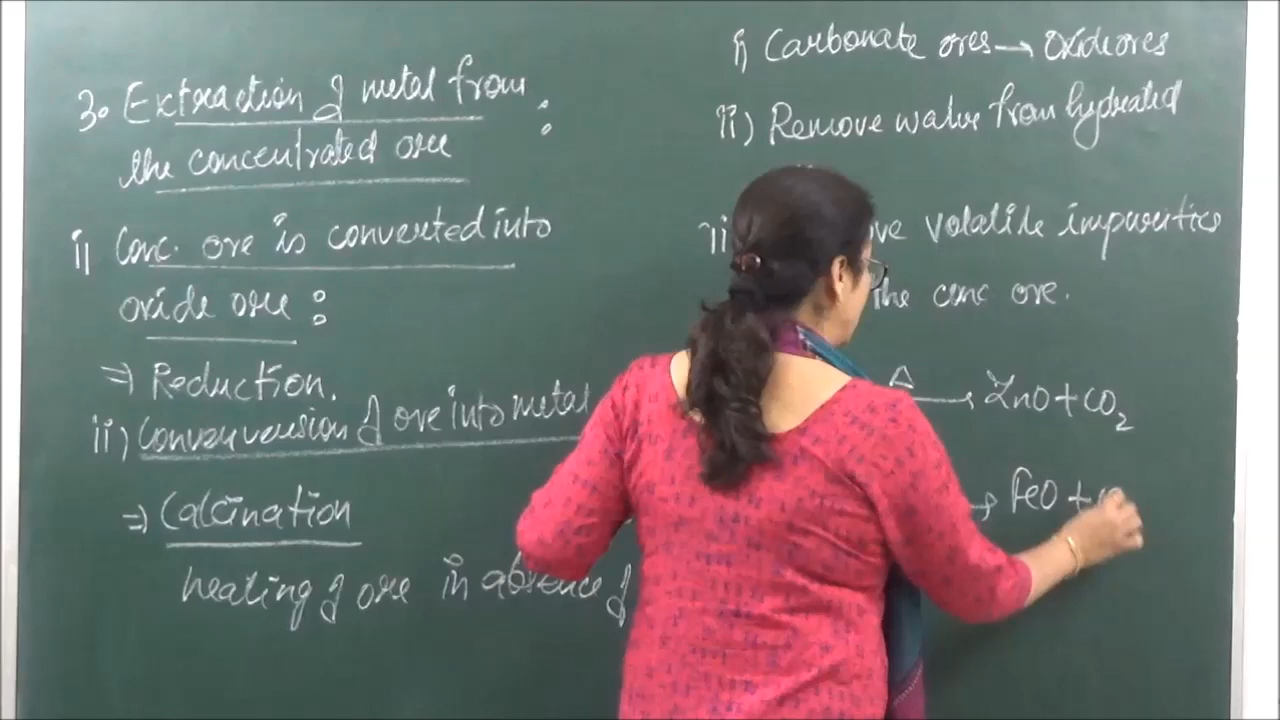 3. Extraction of metal from
the concentrated ore :
i) Conc. ore is converted into
oxide ore :
⇒ Reduction.
ii) Convenversion of ore into metal
⇒ Calcination
heating of ore in absence of
i) Carbonate ores → Oxide ores
ii) Remove water from hydrated
volatile impurities
the conc ore.
Δ → ZnO + CO2
→ FeO +